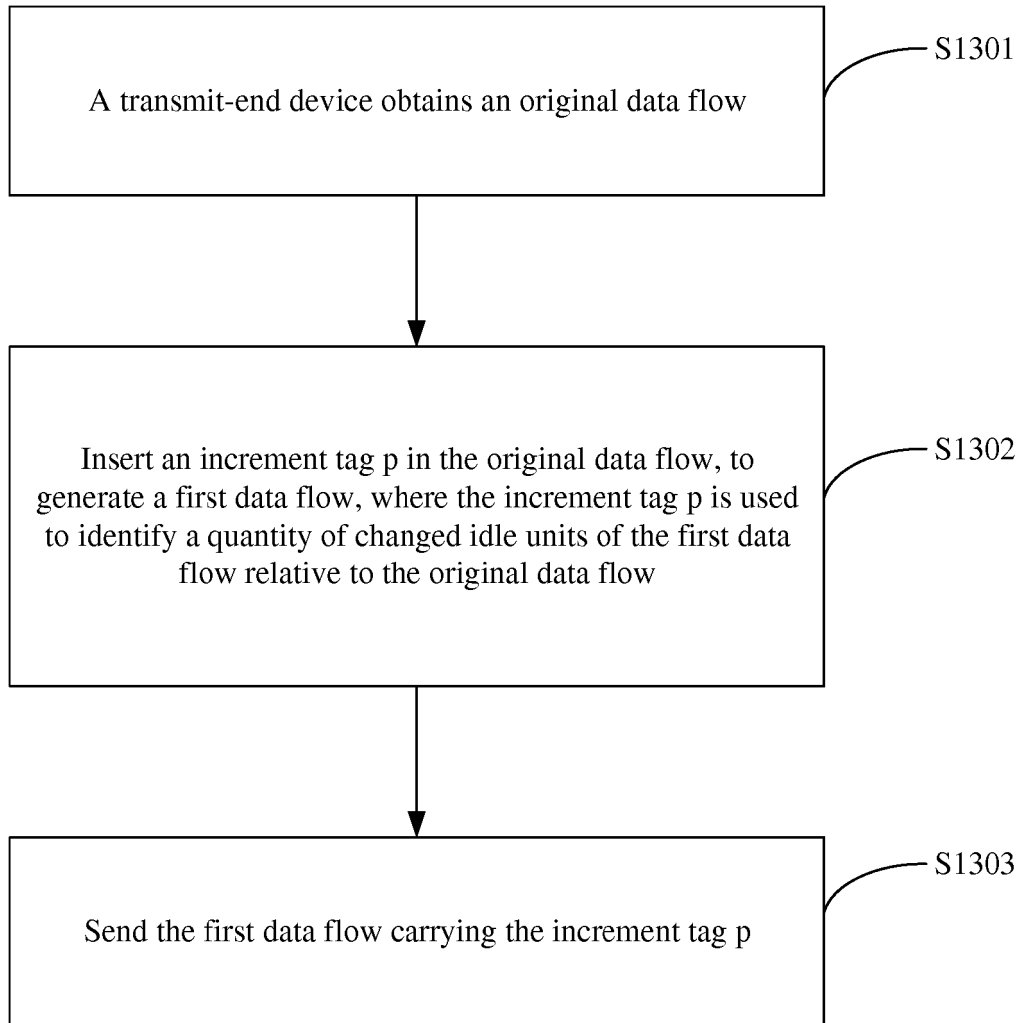 A transmit-end device obtains an original data flow
S1301
Insert an increment tag p in the original data flow, to
generate a first data flow, where the increment tag p is used
to identify a quantity of changed idle units of the first data
flow relative to the original data flow
S1302
Send the first data flow carrying the increment tag p
S1303